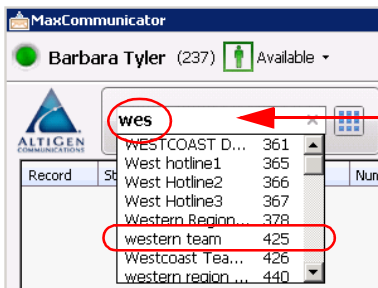 MaxCommunicator
Barbara Tyler (237) Available
ALTIGEN
COMMUNICATIONS
wes
WESTCOAST D... 361
West hotline1 365
West Hotline2 366
West Hotline3 367
Western Region... 378
western team 425
Westcoast Tea... 426
western region ... 440
Record St Num